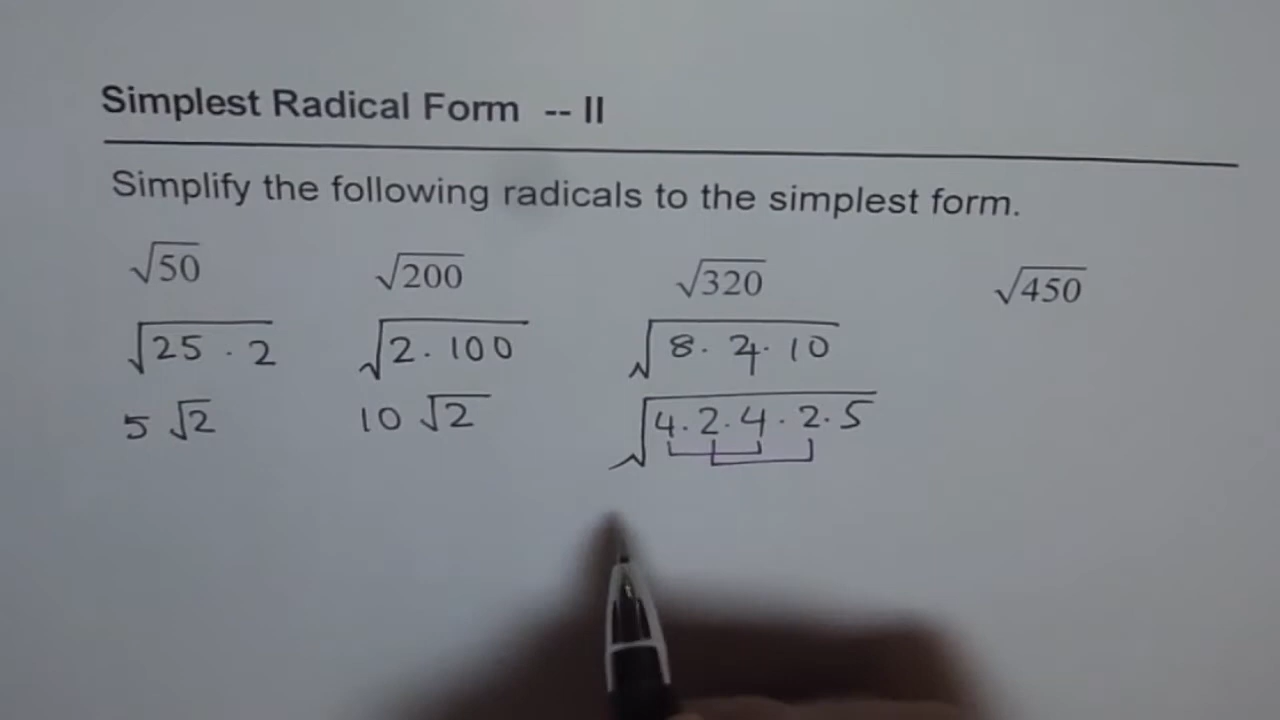 Simplest Radical Form -- II
Simplify the following radicals to the simplest form.
√50 √200 √320 √450
√25 · 2 √2 · 100 √8 · 4 · 10
5 √2 10 √2 √4 · 2 · 4 · 2 · 5